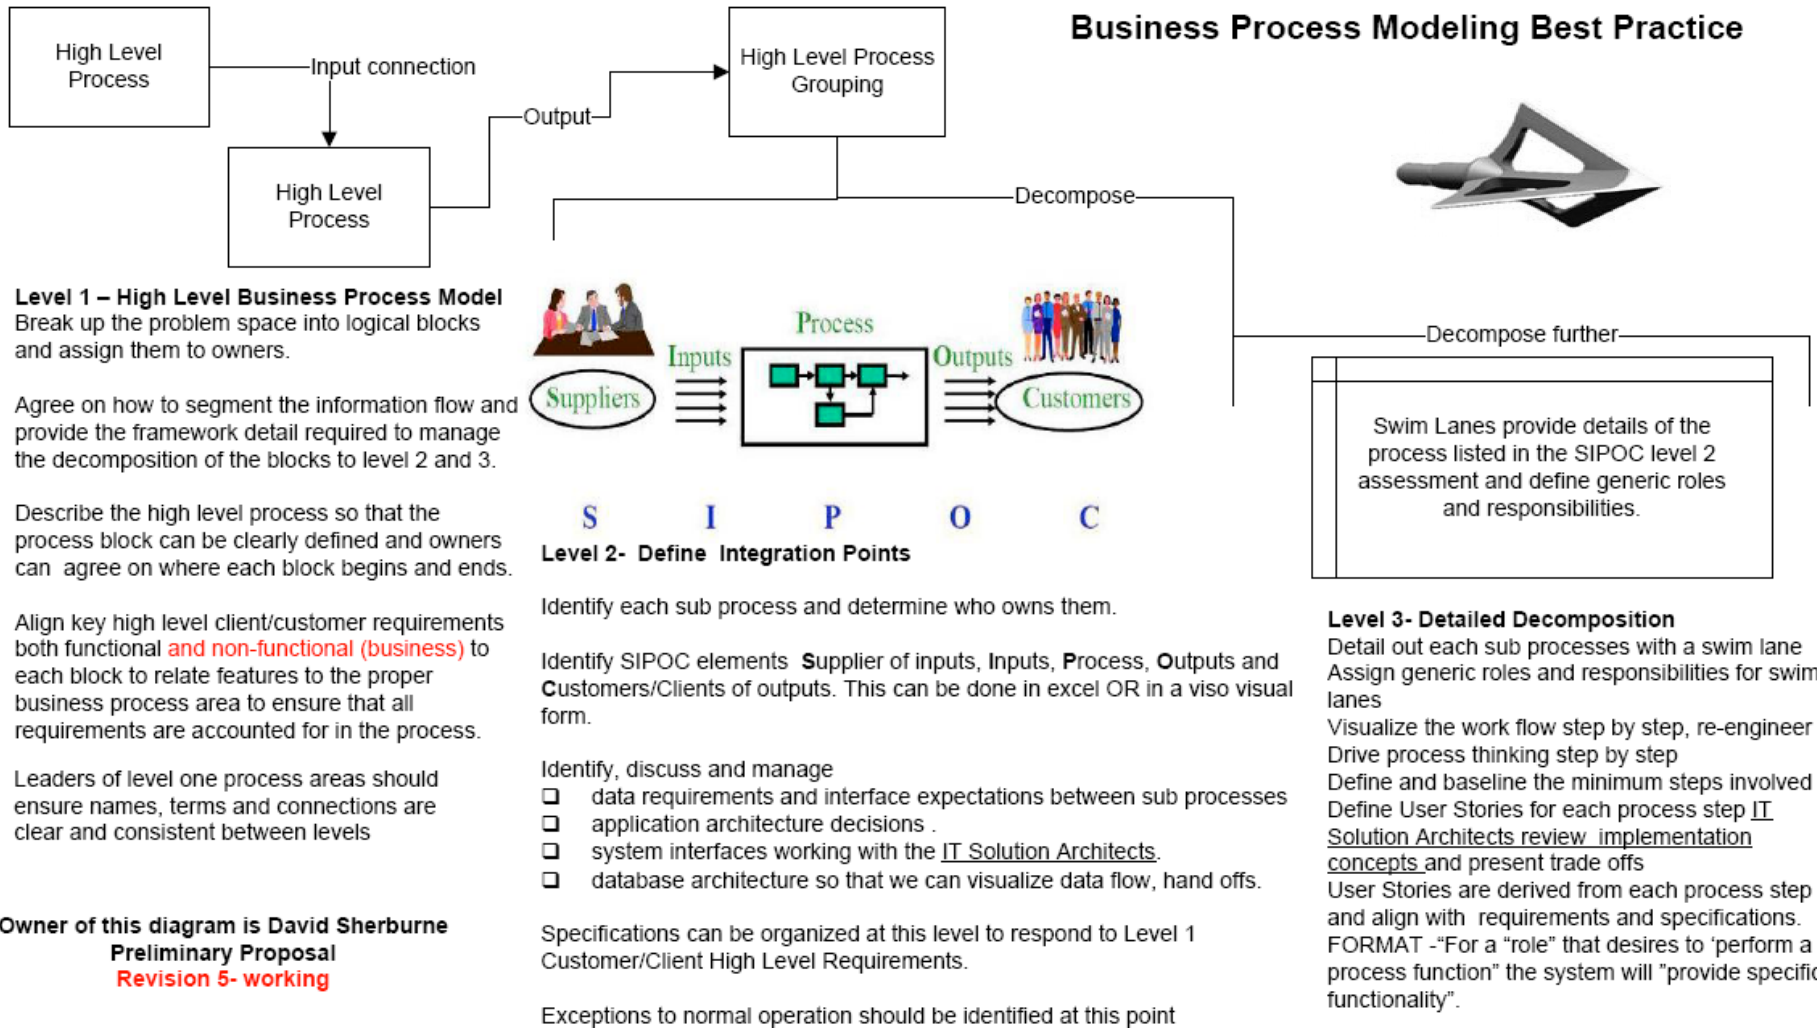 Business Process Modeling Best Practice
High Level
Process
Input connection
High Level
Process
Output
High Level Process
Grouping
Decompose
Decompose further
Level 1 – High Level Business Process Model
Break up the problem space into logical blocks
and assign them to owners.
Agree on how to segment the information flow and
provide the framework detail required to manage
the decomposition of the blocks to level 2 and 3.
Describe the high level process so that the
process block can be clearly defined and owners
can agree on where each block begins and ends.
Align key high level client/customer requirements
both functional and non-functional (business) to
each block to relate features to the proper
business process area to ensure that all
requirements are accounted for in the process.
Leaders of level one process areas should
ensure names, terms and connections are
clear and consistent between levels
Owner of this diagram is David Sherburne
Preliminary Proposal
Revision 5- working
Suppliers
Inputs
Process
Outputs
Customers
S I P O C
Level 2- Define Integration Points
Identify each sub process and determine who owns them.
Identify SIPOC elements Supplier of inputs, Inputs, Process, Outputs and
Customers/Clients of outputs. This can be done in excel OR in a viso visual
form.
Identify, discuss and manage
❑ data requirements and interface expectations between sub processes
❑ application architecture decisions .
❑ system interfaces working with the IT Solution Architects.
❑ database architecture so that we can visualize data flow, hand offs.
Specifications can be organized at this level to respond to Level 1
Customer/Client High Level Requirements.
Exceptions to normal operation should be identified at this point
Swim Lanes provide details of the
process listed in the SIPOC level 2
assessment and define generic roles
and responsibilities.
Level 3- Detailed Decomposition
Detail out each sub processes with a swim lane
Assign generic roles and responsibilities for swim
lanes
Visualize the work flow step by step, re-engineer
Drive process thinking step by step
Define and baseline the minimum steps involved
Define User Stories for each process step IT
Solution Architects review implementation
concepts and present trade offs
User Stories are derived from each process step
and align with requirements and specifications.
FORMAT -“For a “role” that desires to ‘perform a
process function” the system will ”provide specific
functionality”.